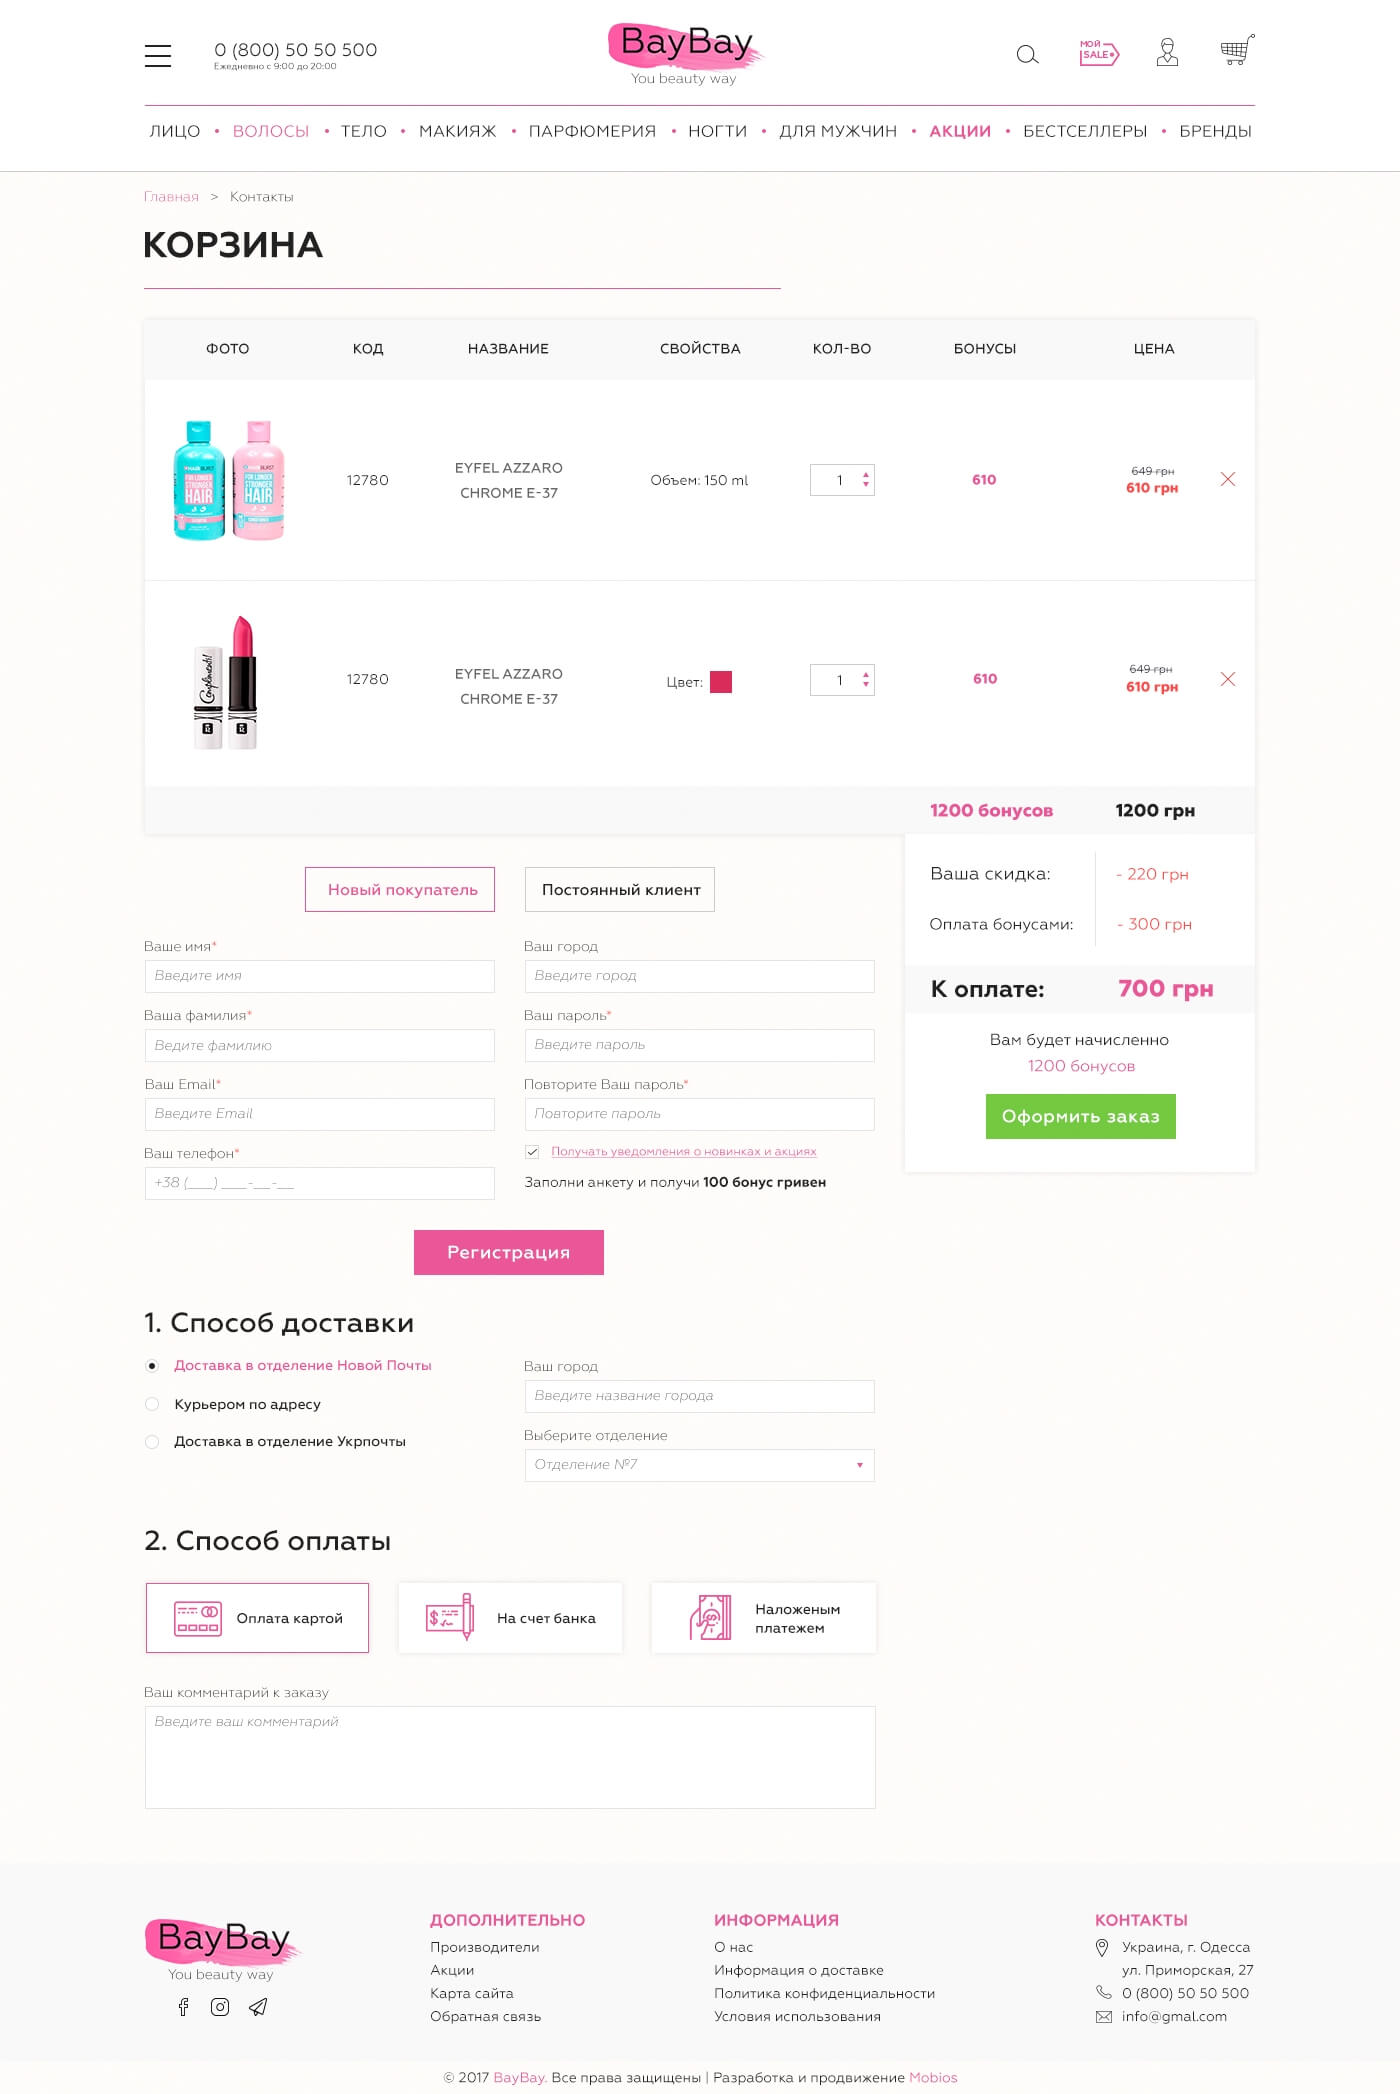 0 (800) 50 50 500
Ежедневно с 9:00 до 20:00
BayBay
You beauty way
МОЙ
SALE
ЛИЦО • ВОЛОСЫ • ТЕЛО • МАКИЯЖ • ПАРФЮМЕРИЯ • НОГТИ • ДЛЯ МУЖЧИН • АКЦИИ • БЕСТСЕЛЛЕРЫ • БРЕНДЫ
Главная > Контакты
КОРЗИНА
ФОТО КОД НАЗВАНИЕ СВОЙСТВА КОЛ-ВО БОНУСЫ ЦЕНА
HAIRBURST
FOR LONGER
STRONGER
HAIR
HAIRBURST
FOR LONGER
STRONGER
HAIR
12780
EYFEL AZZARO
CHROME E-37
Объем: 150 ml
1
610
649 грн
610 грн
Compliments!
12780
EYFEL AZZARO
CHROME E-37
Цвет:
1
610
649 грн
610 грн
1200 бонусов 1200 грн
Ваша скидка: - 220 грн
Оплата бонусами: - 300 грн
К оплате: 700 грн
Вам будет начисленно
1200 бонусов
Оформить заказ
Новый покупатель
Постоянный клиент
Ваше имя*
Введите имя
Ваша фамилия*
Ведите фамилию
Ваш Email*
Введите Email
Ваш телефон*
+38 (___) ___-__-__
Ваш город
Введите город
Ваш пароль*
Введите пароль
Повторите Ваш пароль*
Повторите пароль
Получать уведомления о новинках и акциях
Заполни анкету и получи 100 бонус гривен
Регистрация
1. Способ доставки
Доставка в отделение Новой Почты
Курьером по адресу
Доставка в отделение Укрпочты
Ваш город
Введите название города
Выберите отделение
Отделение №7
2. Способ оплаты
Оплата картой
На счет банка
Наложеным
платежем
Ваш комментарий к заказу
Введите ваш комментарий
BayBay
You beauty way
ДОПОЛНИТЕЛЬНО
Производители
Акции
Карта сайта
Обратная связь
ИНФОРМАЦИЯ
О нас
Информация о доставке
Политика конфиденциальности
Условия использования
КОНТАКТЫ
Украина, г. Одесса
ул. Приморская, 27
0 (800) 50 50 500
info@gmal.com
© 2017 BayBay. Все права защищены | Разработка и продвижение Mobios